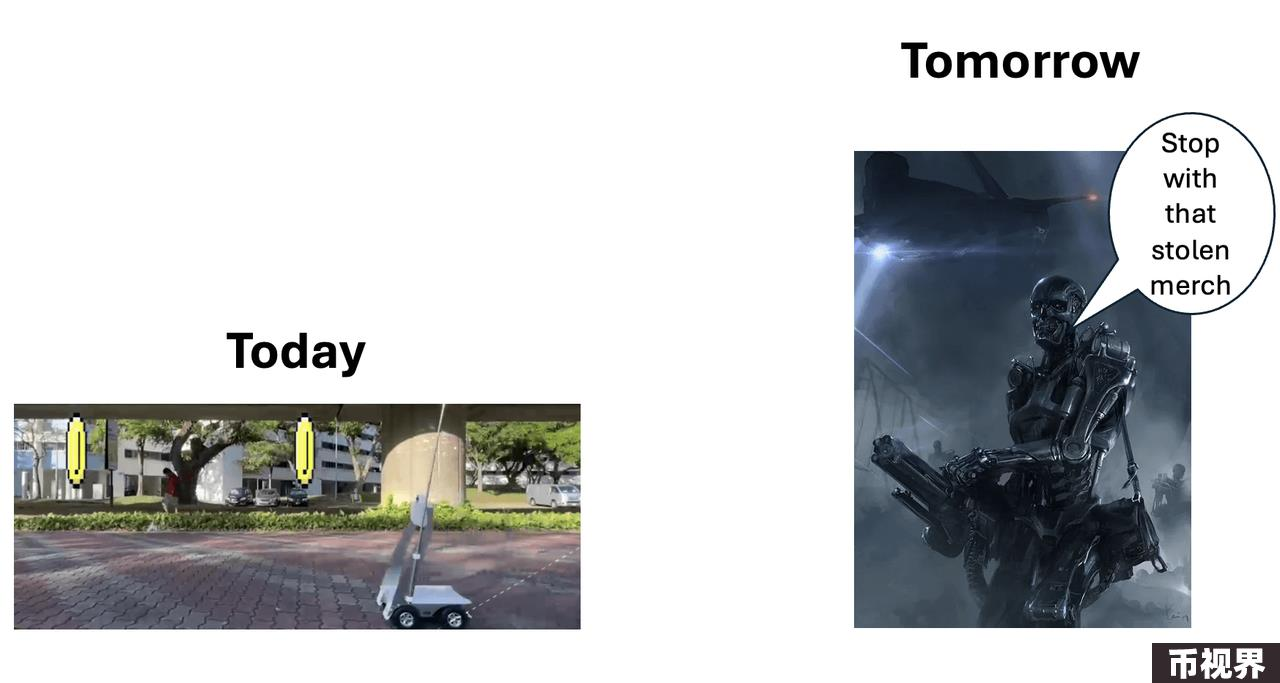 Today
Tomorrow
Stop
with
that
stolen
merch
币视界